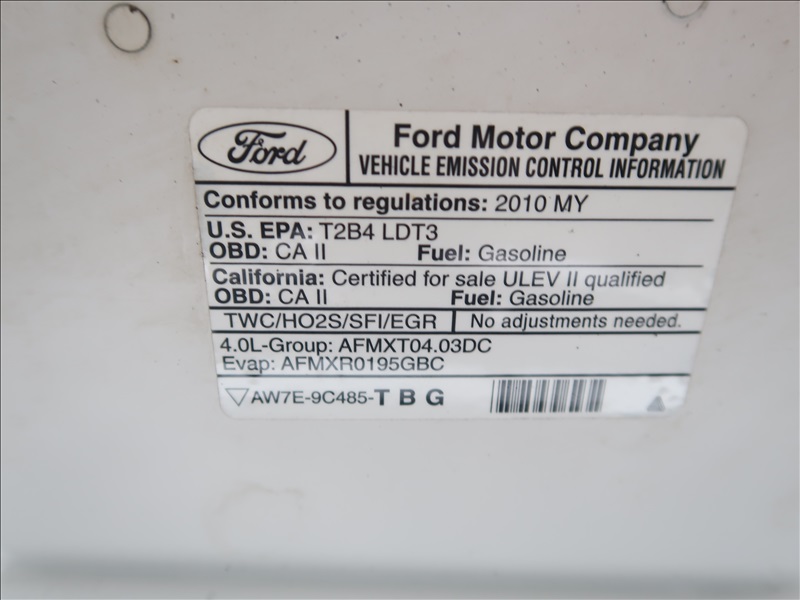 Ford
Ford Motor Company
VEHICLE EMISSION CONTROL INFORMATION
Conforms to regulations: 2010 MY
U.S. EPA: T2B4 LDT3
OBD: CA II Fuel: Gasoline
California: Certified for sale ULEV II qualified
OBD: CA II Fuel: Gasoline
TWC/HO2S/SFI/EGR No adjustments needed.
4.0L-Group: AFMXT04.03DC
Evap: AFMXR0195GBC
AW7E-9C485-T B G